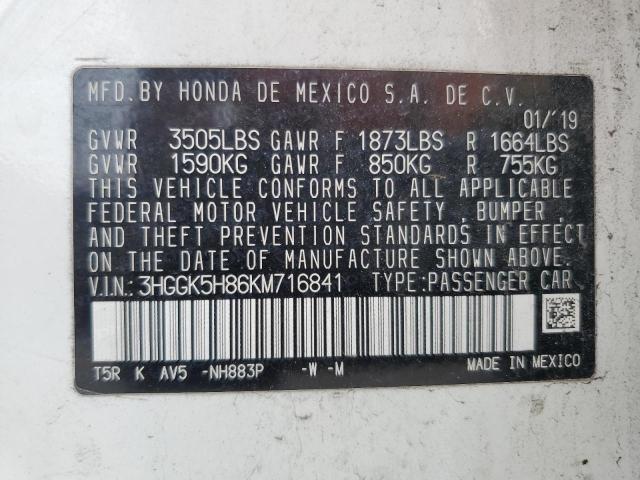 MFD. BY HONDA DE MEXICO S.A. DE C.V.
01/'19
GVWR 3505LBS GAWR F 1873LBS R 1664LBS
GVWR 1590KG GAWR F 850KG R 755KG
THIS VEHICLE CONFORMS TO ALL APPLICABLE
FEDERAL MOTOR VEHICLE SAFETY , BUMPER ,
AND THEFT PREVENTION STANDARDS IN EFFECT
ON THE DATE OF MANUFACTURE SHOWN ABOVE.
V.I.N.: 3HGGK5H86KM716841 TYPE:PASSENGER CAR
T5R K AV5 -NH883P -W -M MADE IN MEXICO